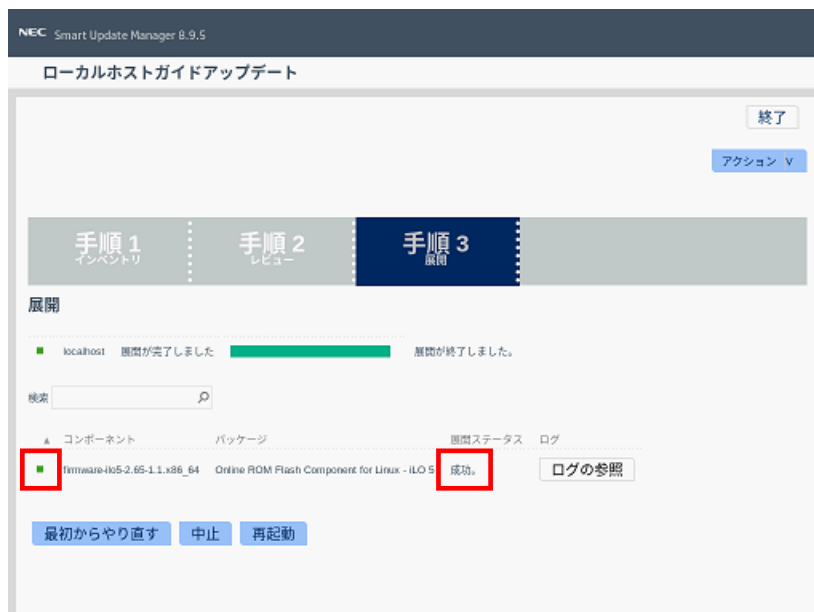 NEC Smart Update Manager 8.9.5
ローカルホストガイドアップデート
終了
アクション ∨
手順 1
インベントリ
手順 2
レビュー
手順 3
展開
展開
localhost 展開が完了しました 展開が終了しました。
検索
▲ コンポーネント パッケージ 展開ステータス ログ
firmware-ilo5-2.65-1.1.x86_64 Online ROM Flash Component for Linux - iLO 5 成功。 ログの参照
最初からやり直す 中止 再起動